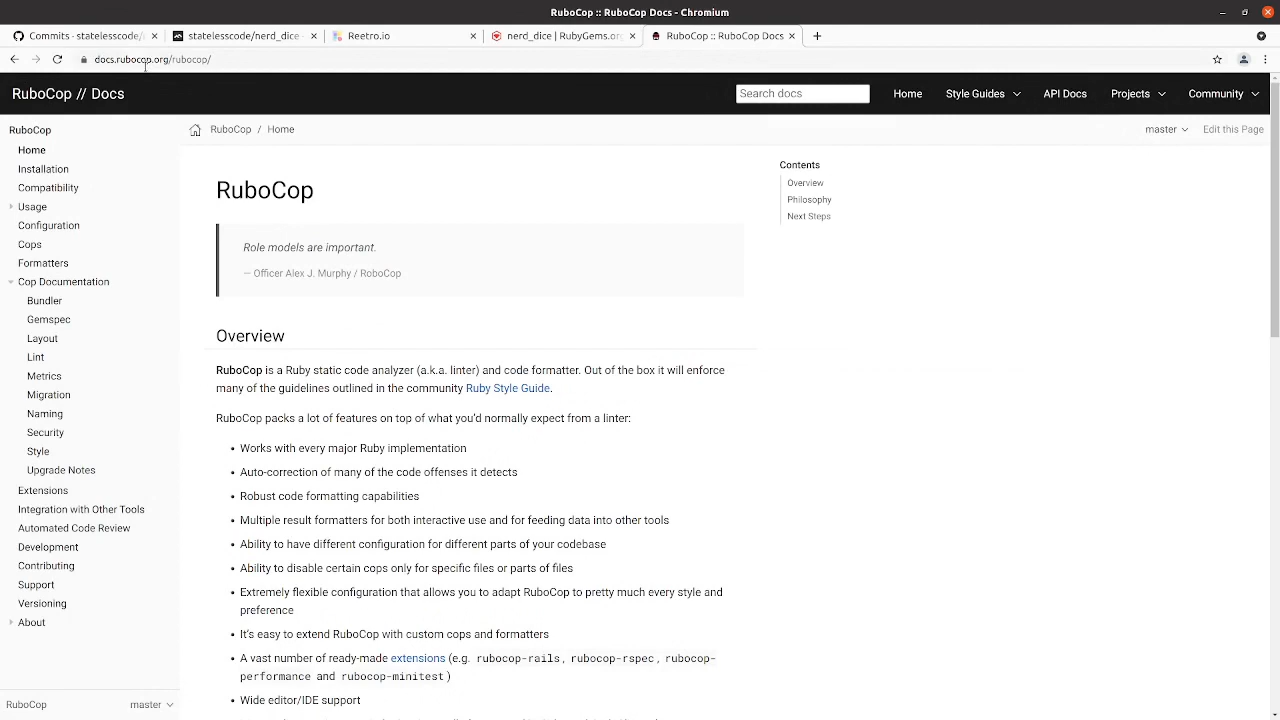 RuboCop :: RuboCop Docs - Chromium
Commits · statelesscode/
statelesscode/nerd_dice
Reetro.io
nerd_dice | RubyGems.or
RuboCop :: RuboCop Docs
docs.rubocop.org/rubocop/
RuboCop // Docs
Search docs
Home
Style Guides
API Docs
Projects
Community
RuboCop
Home
Installation
Compatibility
Usage
Configuration
Cops
Formatters
Cop Documentation
Bundler
Gemspec
Layout
Lint
Metrics
Migration
Naming
Security
Style
Upgrade Notes
Extensions
Integration with Other Tools
Automated Code Review
Development
Contributing
Support
Versioning
About
RuboCop
master
RuboCop / Home
master
Edit this Page
RuboCop
Role models are important.
— Officer Alex J. Murphy / RoboCop
Overview
RuboCop is a Ruby static code analyzer (a.k.a. linter) and code formatter. Out of the box it will enforce
many of the guidelines outlined in the community Ruby Style Guide.
RuboCop packs a lot of features on top of what you'd normally expect from a linter:
• Works with every major Ruby implementation
• Auto-correction of many of the code offenses it detects
• Robust code formatting capabilities
• Multiple result formatters for both interactive use and for feeding data into other tools
• Ability to have different configuration for different parts of your codebase
• Ability to disable certain cops only for specific files or parts of files
• Extremely flexible configuration that allows you to adapt RuboCop to pretty much every style and
preference
• It's easy to extend RuboCop with custom cops and formatters
• A vast number of ready-made extensions (e.g. rubocop-rails, rubocop-rspec, rubocop-
performance and rubocop-minitest)
• Wide editor/IDE support
Contents
Overview
Philosophy
Next Steps